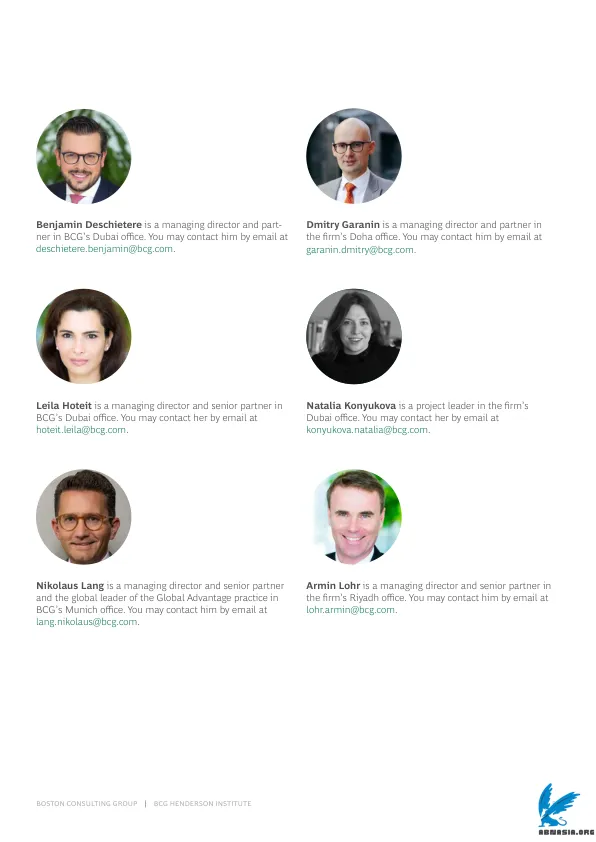 Benjamin Deschietere is a managing director and part-
ner in BCG's Dubai office. You may contact him by email at
deschietere.benjamin@bcg.com.
Dmitry Garanin is a managing director and partner in
the firm's Doha office. You may contact him by email at
garanin.dmitry@bcg.com.
Leila Hoteit is a managing director and senior partner in
BCG's Dubai office. You may contact her by email at
hoteit.leila@bcg.com.
Natalia Konyukova is a project leader in the firm's
Dubai office. You may contact her by email at
konyukova.natalia@bcg.com.
Nikolaus Lang is a managing director and senior partner
and the global leader of the Global Advantage practice in
BCG's Munich office. You may contact him by email at
lang.nikolaus@bcg.com.
Armin Lohr is a managing director and senior partner in
the firm's Riyadh office. You may contact him by email at
lohr.armin@bcg.com.
BOSTON CONSULTING GROUP | BCG HENDERSON INSTITUTE
ABNASIA.ORG